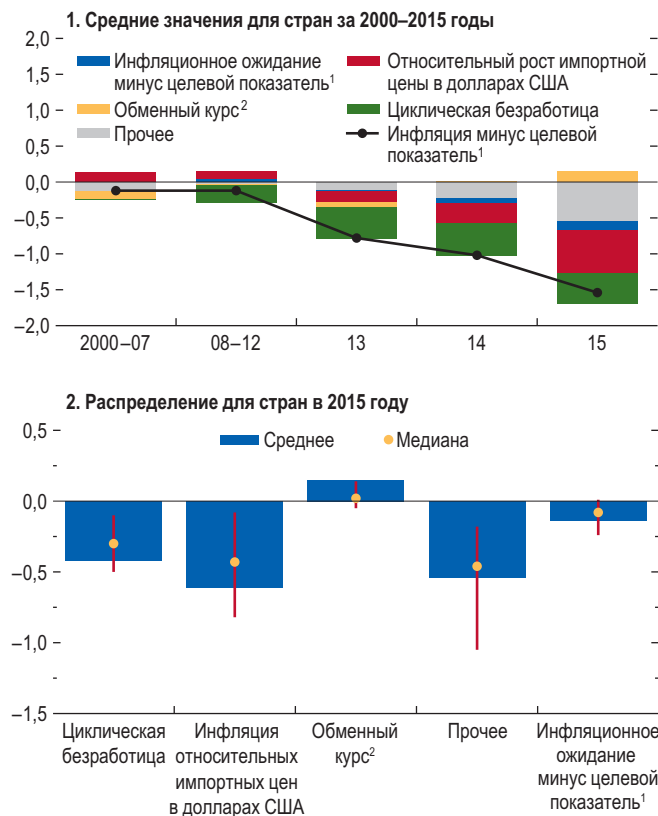 1. Средние значения для стран за 2000–2015 годы
2,0
1,5
1,0
0,5
0,0
–0,5
–1,0
–1,5
–2,0
Инфляционное ожидание
минус целевой показатель¹
Обменный курс²
Прочее
Относительный рост импортной
цены в долларах США
Циклическая безработица
Инфляция минус целевой
показатель¹
2000–07 08–12 13 14 15
2. Распределение для стран в 2015 году
0,5
0,0
–0,5
–1,0
–1,5
Среднее Медиана
Циклическая
безработица
Инфляция
относительных
импортных цен
в долларах США
Обменный
курс²
Прочее
Инфляционное
ожидание
минус целевой
показатель¹